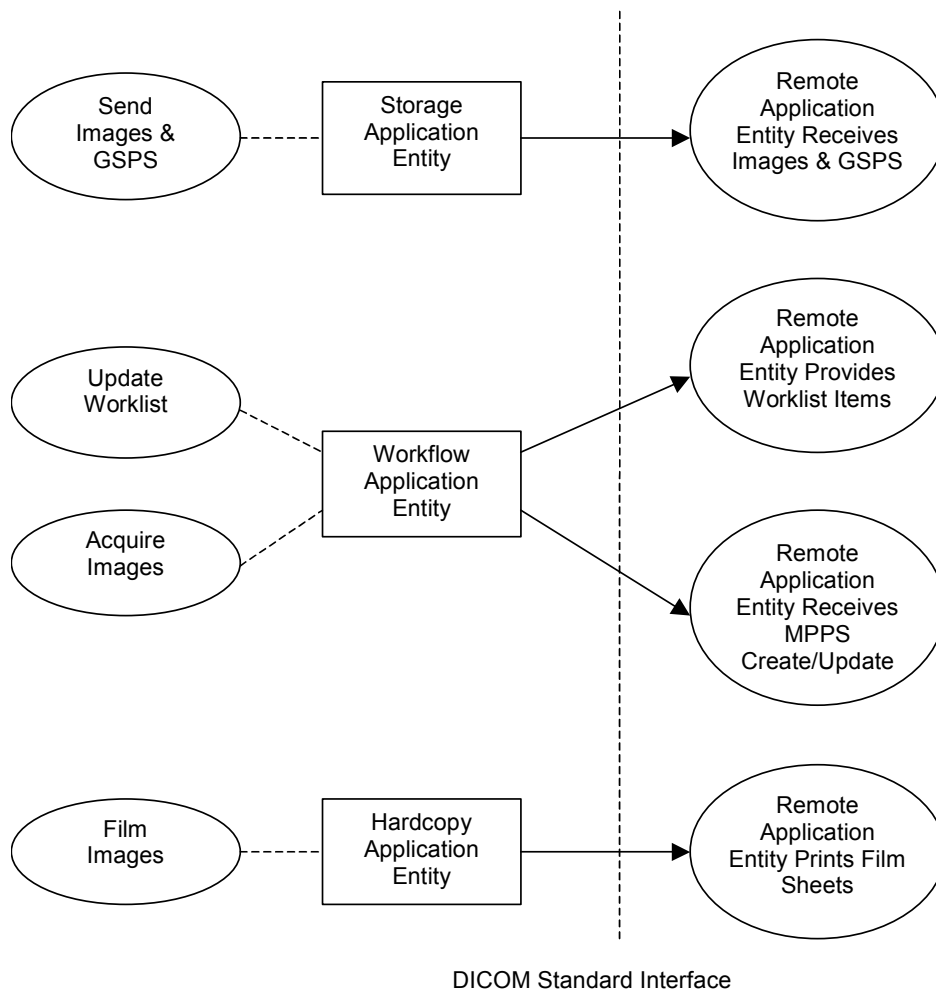 Send
Images &
GSPS
Storage
Application
Entity
Remote
Application
Entity Receives
Images & GSPS
Update
Worklist
Acquire
Images
Workflow
Application
Entity
Remote
Application
Entity Provides
Worklist Items
Remote
Application
Entity Receives
MPPS
Create/Update
Film
Images
Hardcopy
Application
Entity
Remote
Application
Entity Prints Film
Sheets
DICOM Standard Interface